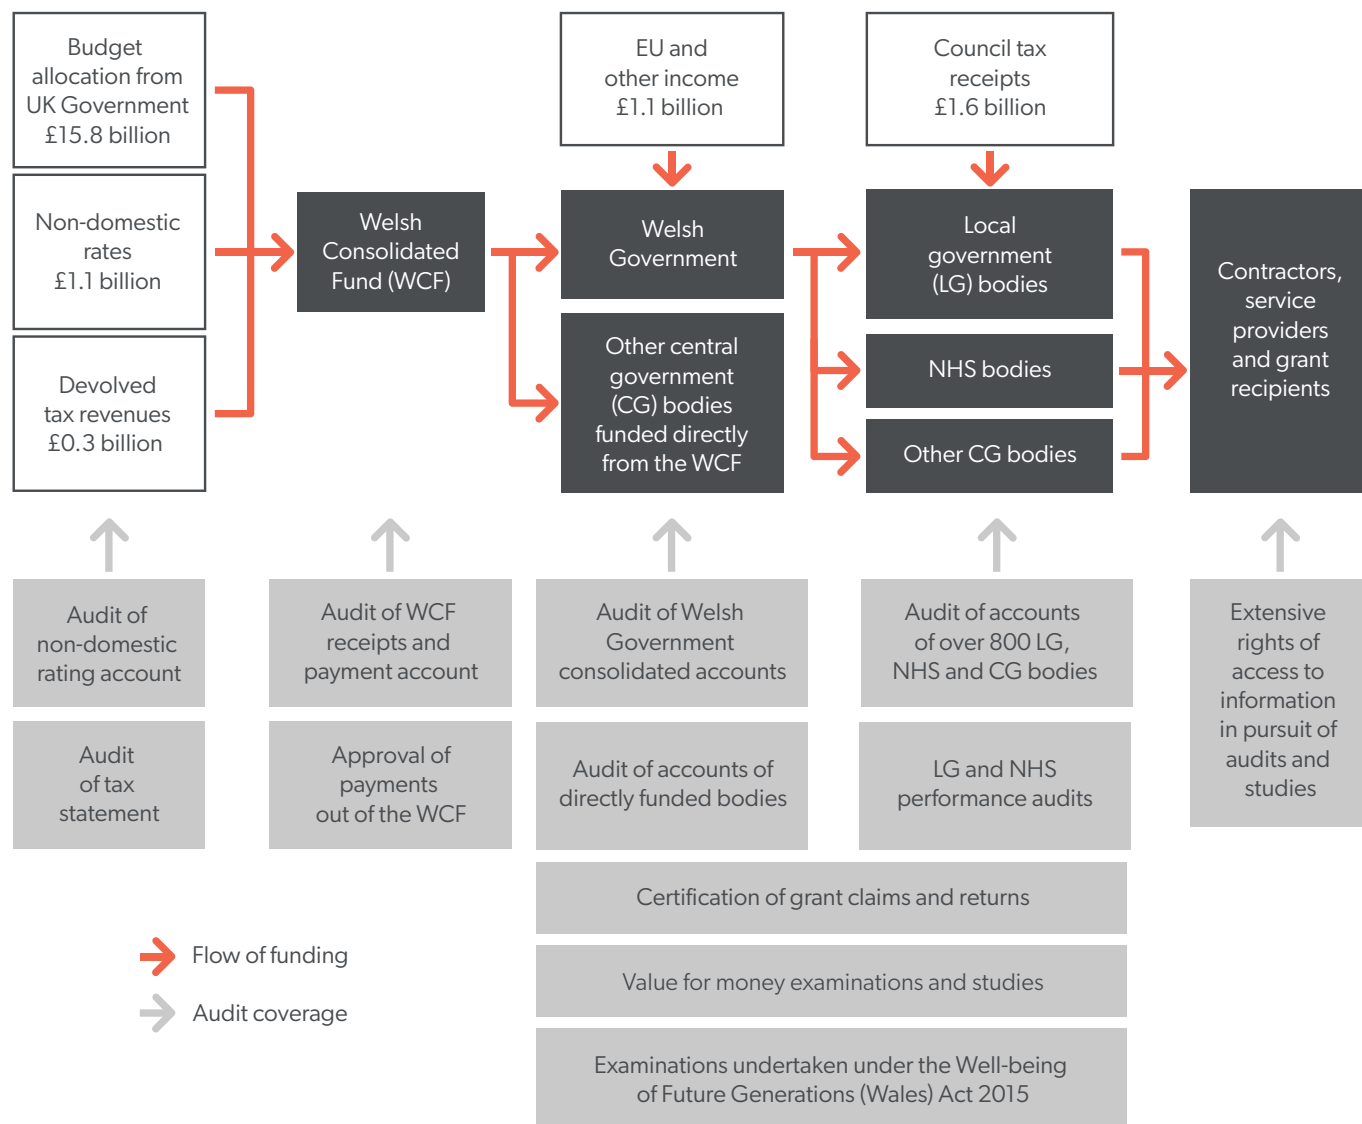 Budget
allocation from
UK Government
£15.8 billion
Non-domestic
rates
£1.1 billion
Devolved
tax revenues
£0.3 billion
Welsh
Consolidated
Fund (WCF)
EU and
other income
£1.1 billion
Welsh
Government
Other central
government
(CG) bodies
funded directly
from the WCF
Council tax
receipts
£1.6 billion
Local
government
(LG) bodies
NHS bodies
Other CG bodies
Contractors,
service
providers
and grant
recipients
Audit of
non-domestic
rating account
Audit
of tax
statement
Audit of WCF
receipts and
payment account
Approval of
payments
out of the WCF
Audit of Welsh
Government
consolidated accounts
Audit of accounts of
directly funded bodies
Audit of accounts
of over 800 LG,
NHS and CG bodies
LG and NHS
performance audits
Extensive
rights of
access to
information
in pursuit of
audits and
studies
Certification of grant claims and returns
Value for money examinations and studies
Examinations undertaken under the Well-being
of Future Generations (Wales) Act 2015
Flow of funding
Audit coverage